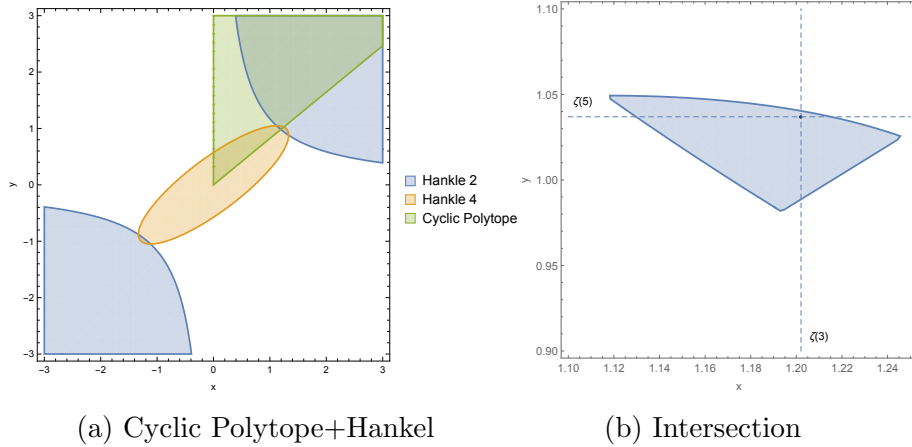 3
2
1
0
-1
-2
-3
y
-3
-2
-1
0
1
2
3
x
Hankle 2
Hankle 4
Cyclic Polytope
(a) Cyclic Polytope+Hankel
1.10
1.05
1.00
0.95
0.90
y
ζ(5)
ζ(3)
1.10
1.12
1.14
1.16
1.18
1.20
1.22
1.24
x
(b) Intersection